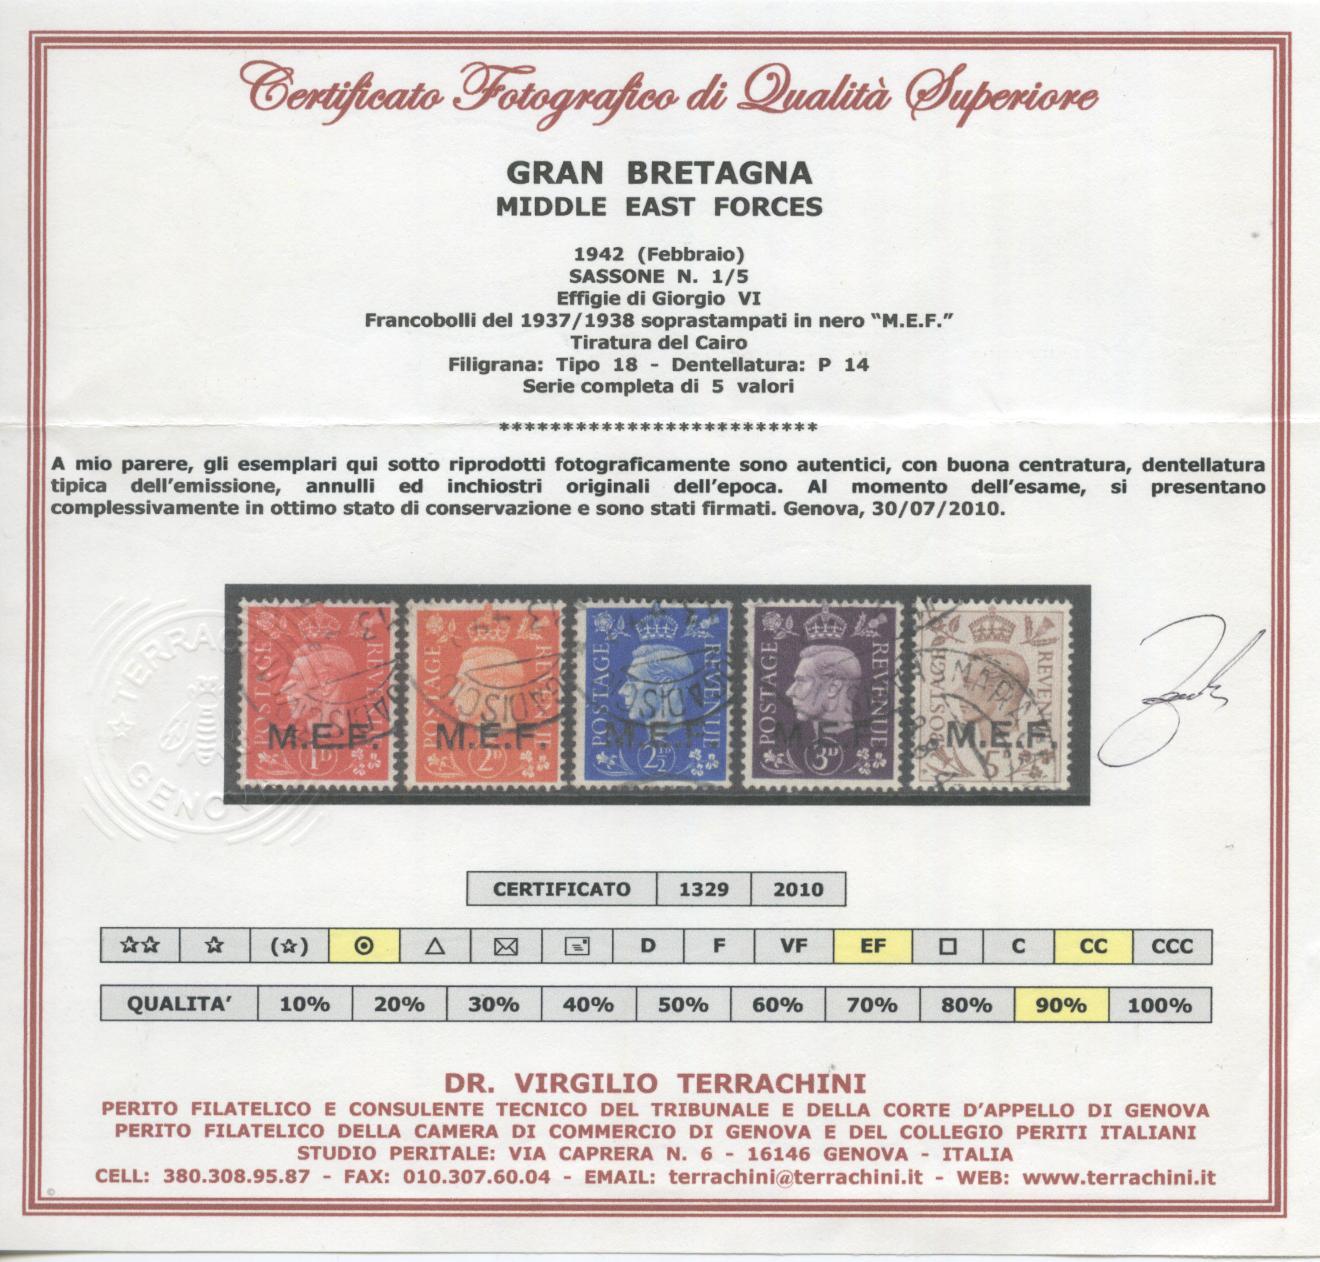 Certificato Fotografico di Qualità Superiore
GRAN BRETAGNA
MIDDLE EAST FORCES
1942 (Febbraio)
SASSONE N. 1/5
Effigie di Giorgio VI
Francobolli del 1937/1938 soprastampati in nero “M.E.F.”
Tiratura del Cairo
Filigrana: Tipo 18 - Dentellatura: P 14
Serie completa di 5 valori
*************************
A mio parere, gli esemplari qui sotto riprodotti fotograficamente sono autentici, con buona centratura, dentellatura
tipica dell’emissione, annulli ed inchiostri originali dell’epoca. Al momento dell’esame, si presentano
complessivamente in ottimo stato di conservazione e sono stati firmati. Genova, 30/07/2010.
TERRAC
GENOV
POSTAGE REVENUE M.E.F. 1D
POSTAGE REVENUE M.E.F. 2D
POSTAGE REVENUE M.E.F. 2½D
POSTAGE REVENUE M.E.F. 3D
POSTAGE REVENUE M.E.F. 5
CERTIFICATO 1329 2010
☆☆ ☆ (☆) ⊙ △ ✉ D F VF EF □ C CC CCC
QUALITA’ 10% 20% 30% 40% 50% 60% 70% 80% 90% 100%
DR. VIRGILIO TERRACHINI
PERITO FILATELICO E CONSULENTE TECNICO DEL TRIBUNALE E DELLA CORTE D’APPELLO DI GENOVA
PERITO FILATELICO DELLA CAMERA DI COMMERCIO DI GENOVA E DEL COLLEGIO PERITI ITALIANI
STUDIO PERITALE: VIA CAPRERA N. 6 - 16146 GENOVA - ITALIA
CELL: 380.308.95.87 - FAX: 010.307.60.04 - EMAIL: terrachini@terrachini.it - WEB: www.terrachini.it
©